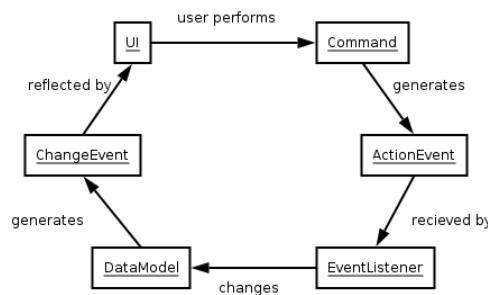 user performs
UI
Command
reflected by
generates
ChangeEvent
ActionEvent
generates
recieved by
DataModel
EventListener
changes